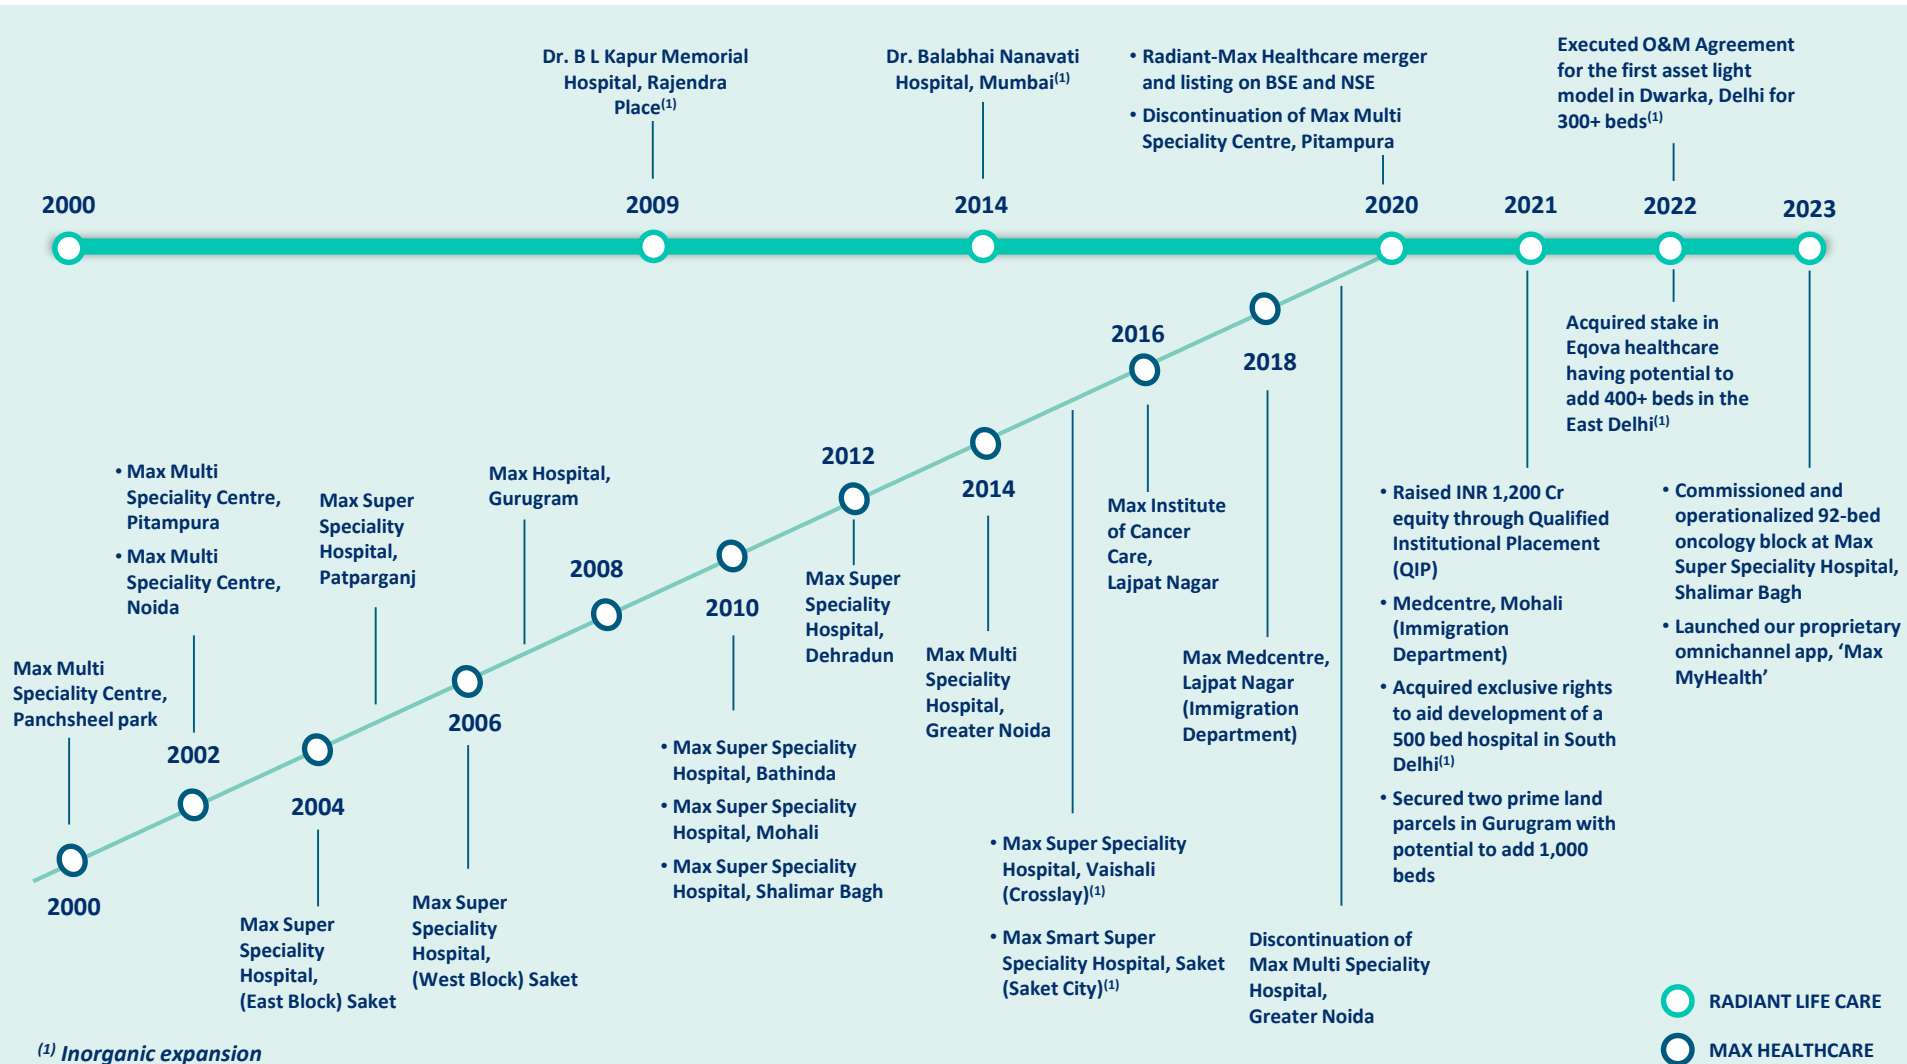 Dr. B L Kapur Memorial
Hospital, Rajendra
Place(1)
Dr. Balabhai Nanavati
Hospital, Mumbai(1)
• Radiant-Max Healthcare merger
and listing on BSE and NSE
• Discontinuation of Max Multi
Speciality Centre, Pitampura
Executed O&M Agreement
for the first asset light
model in Dwarka, Delhi for
300+ beds(1)
2000
2009
2014
2020
2021
2022
2023
Acquired stake in
Eqova healthcare
having potential to
add 400+ beds in the
East Delhi(1)
Max Multi
Speciality Centre,
Panchsheel park
2000
• Max Multi
Speciality Centre,
Pitampura
• Max Multi
Speciality Centre,
Noida
2002
Max Super
Speciality
Hospital,
Patparganj
2004
Max Super
Speciality
Hospital,
(East Block) Saket
Max Hospital,
Gurugram
2006
Max Super
Speciality
Hospital,
(West Block) Saket
2008
2010
• Max Super Speciality
Hospital, Bathinda
• Max Super Speciality
Hospital, Mohali
• Max Super Speciality
Hospital, Shalimar Bagh
2012
Max Super
Speciality
Hospital,
Dehradun
2014
Max Multi
Speciality
Hospital,
Greater Noida
• Max Super Speciality
Hospital, Vaishali
(Crosslay)(1)
• Max Smart Super
Speciality Hospital, Saket
(Saket City)(1)
2016
Max Institute
of Cancer
Care,
Lajpat Nagar
2018
Max Medcentre,
Lajpat Nagar
(Immigration
Department)
Discontinuation of
Max Multi Speciality
Hospital,
Greater Noida
• Raised INR 1,200 Cr
equity through Qualified
Institutional Placement
(QIP)
• Medcentre, Mohali
(Immigration
Department)
• Acquired exclusive rights
to aid development of a
500 bed hospital in South
Delhi(1)
• Secured two prime land
parcels in Gurugram with
potential to add 1,000
beds
• Commissioned and
operationalized 92-bed
oncology block at Max
Super Speciality Hospital,
Shalimar Bagh
• Launched our proprietary
omnichannel app, ‘Max
MyHealth’
RADIANT LIFE CARE
MAX HEALTHCARE
(1) Inorganic expansion